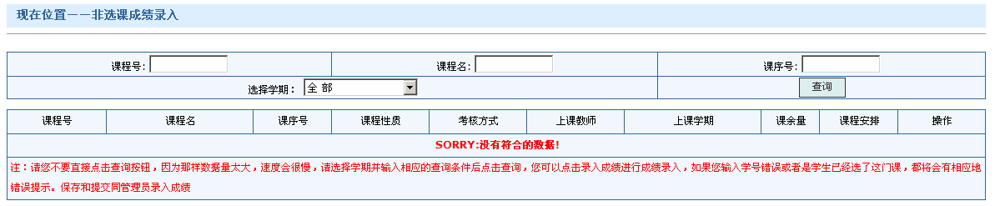 现在位置——非选课成绩录入
课程号: 课程名: 课序号:
选择学期： 全 部 查询
课程号 课程名 课序号 课程性质 考核方式 上课教师 上课学期 课余量 课程安排 操作
SORRY:没有符合的数据!
注：请您不要直接点击查询按钮，因为那样数据量太大，速度会很慢，请选择学期并输入相应的查询条件后点击查询，您可以点击录入成绩进行成绩录入，如果您输入学号错误或者是学生已经选了这门课，都将会有相应地
错误提示。保存和提交同管理员录入成绩